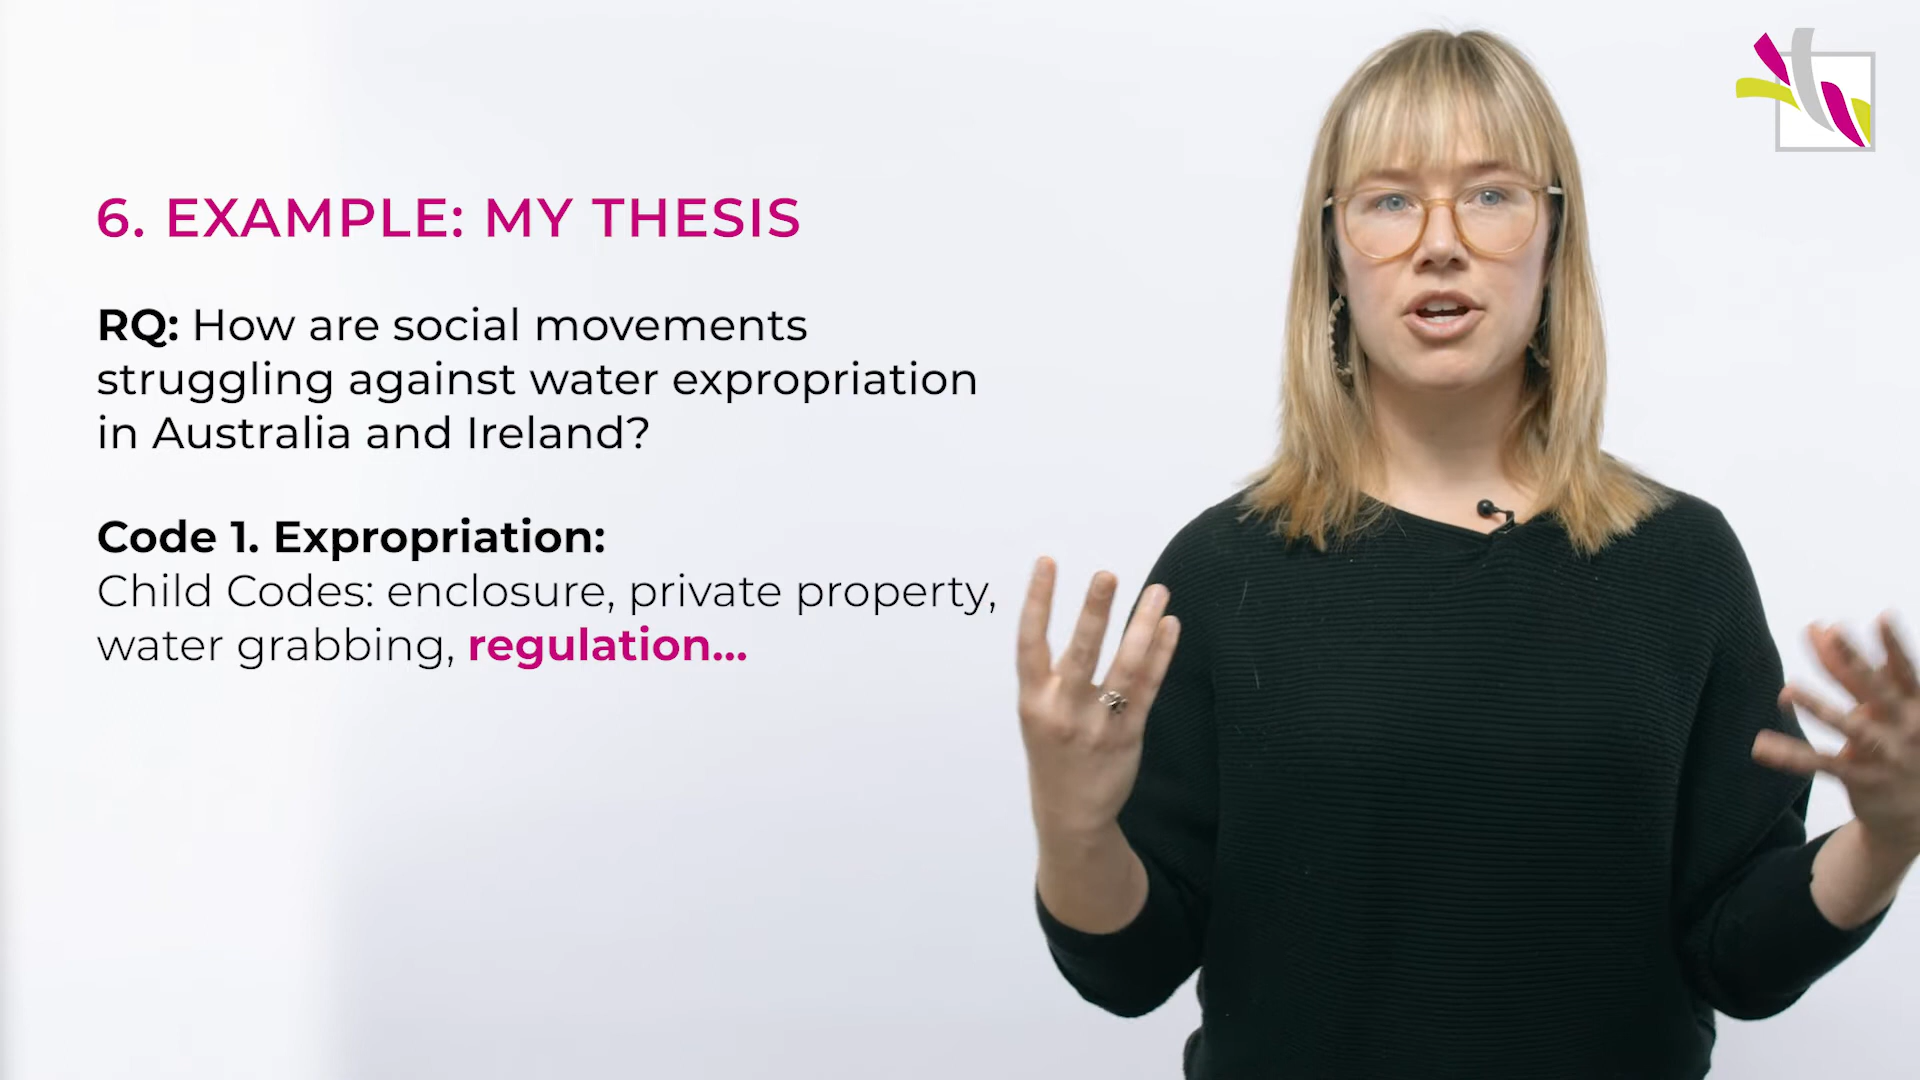 6. EXAMPLE: MY THESIS
RQ: How are social movements
struggling against water expropriation
in Australia and Ireland?
Code 1. Expropriation:
Child Codes: enclosure, private property,
water grabbing, regulation...